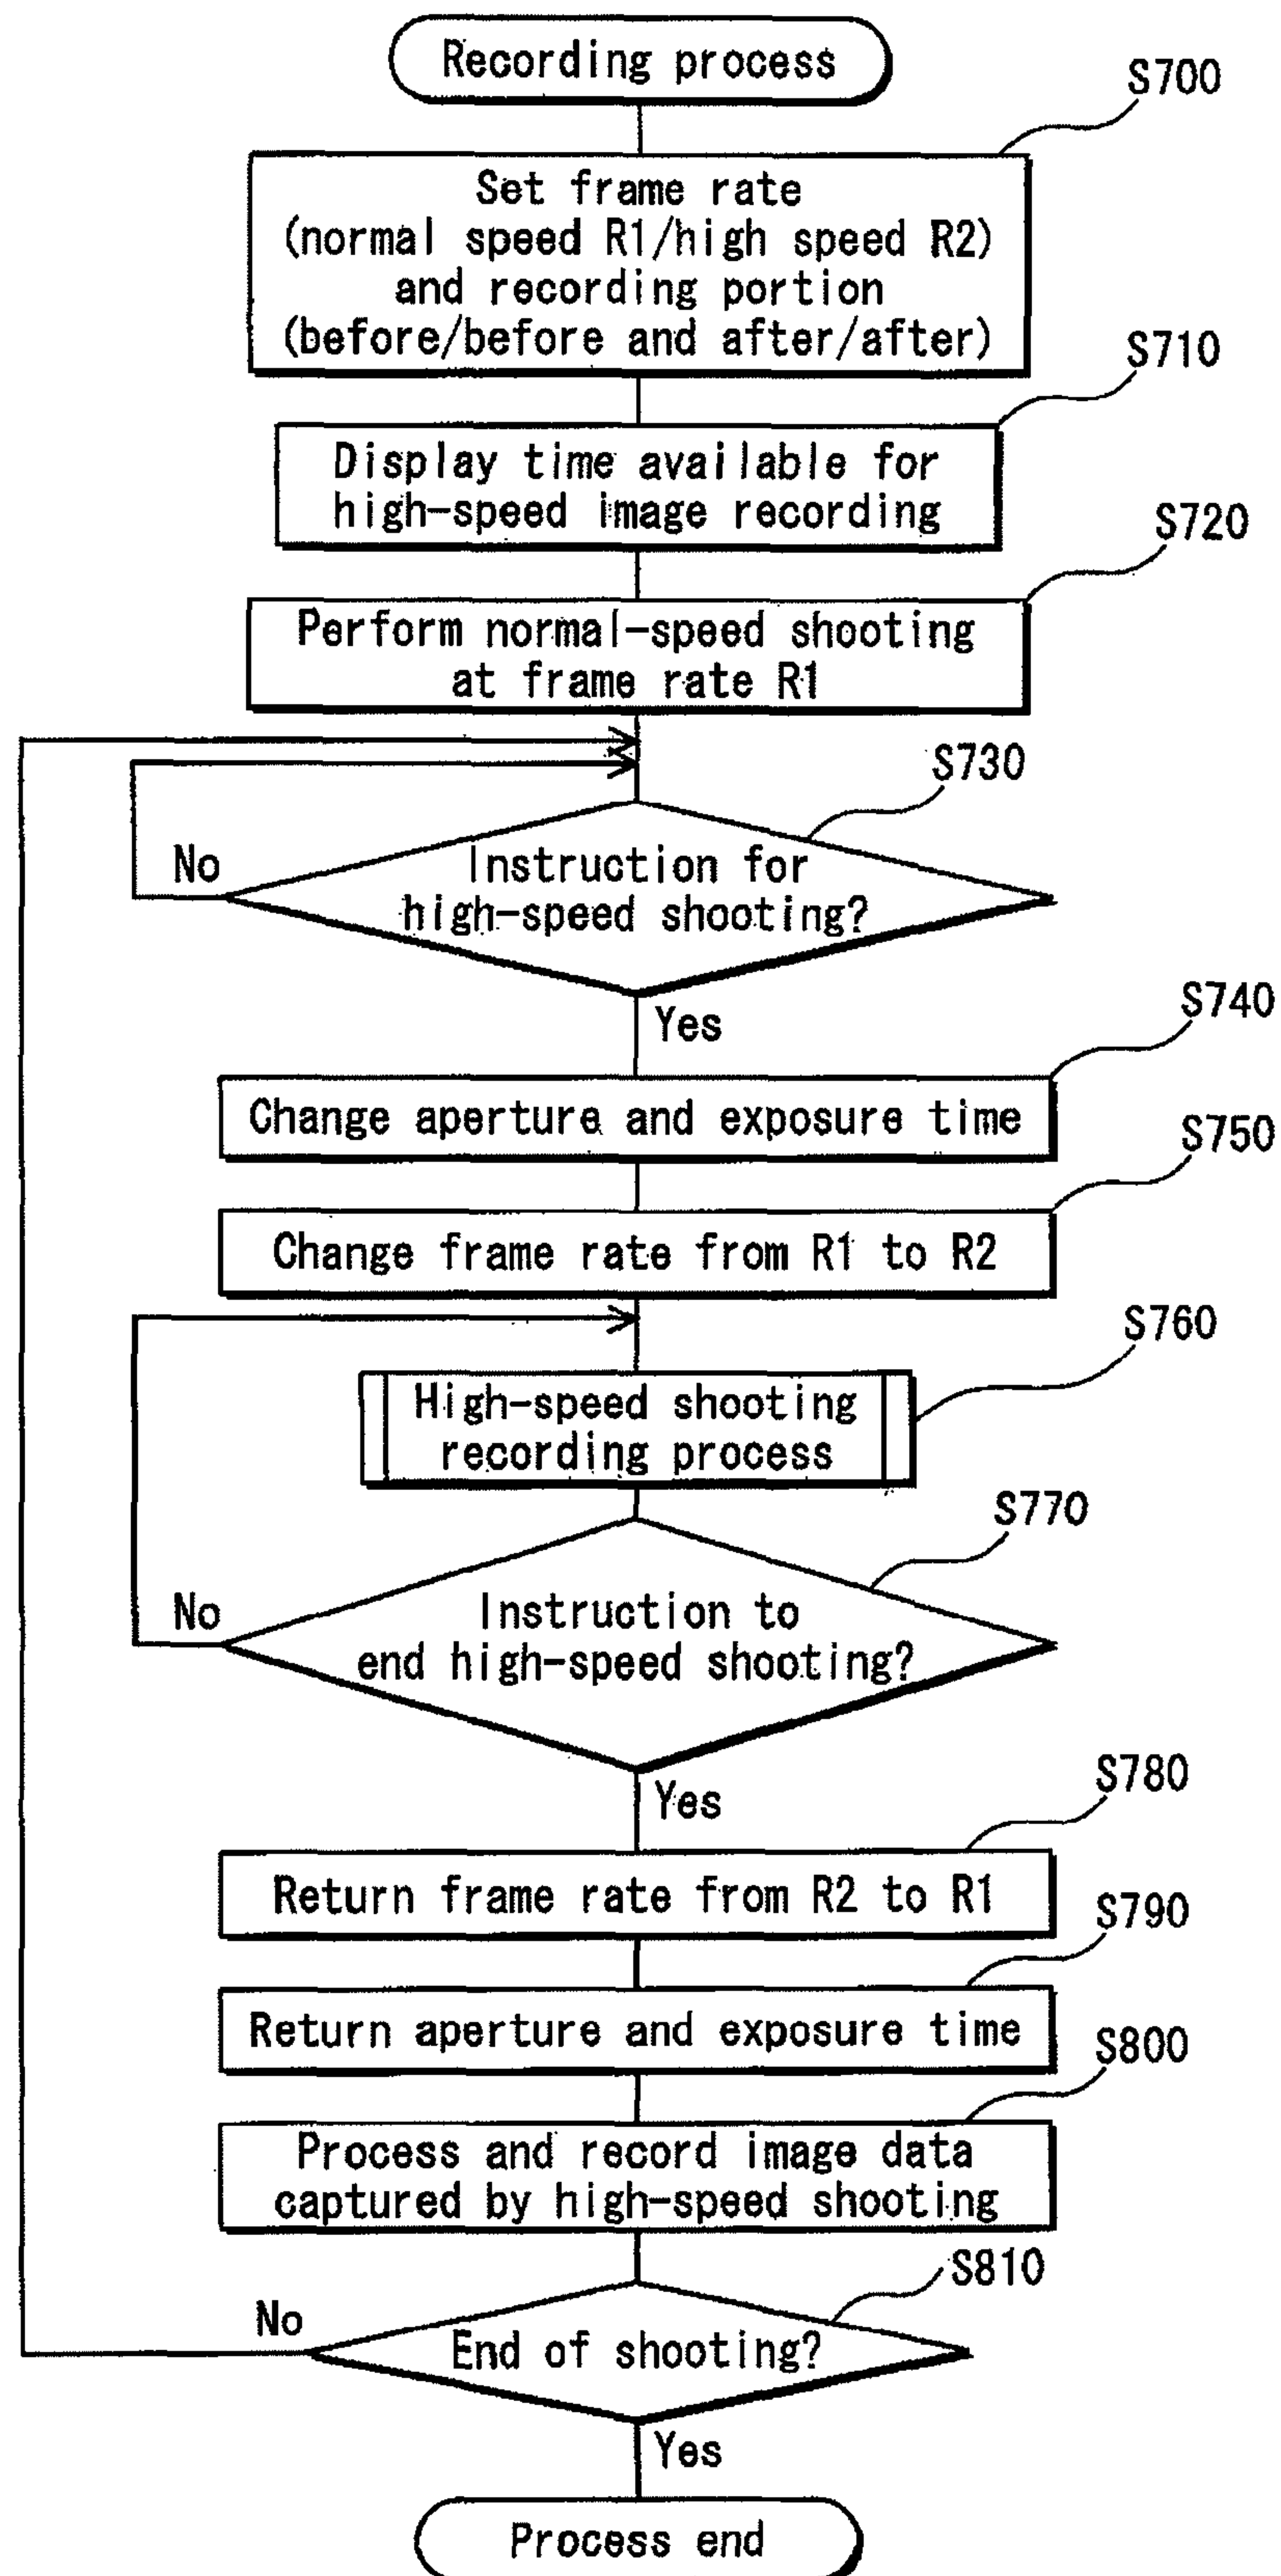 Recording process
S700
Set frame rate
(normal speed R1/high speed R2)
and recording portion
(before/before and after/after)
S710
Display time available for
high-speed image recording
S720
Perform normal-speed shooting
at frame rate R1
S730
No
Instruction for
high-speed shooting?
Yes
S740
Change aperture and exposure time
S750
Change frame rate from R1 to R2
S760
High-speed shooting
recording process
S770
No
Instruction to
end high-speed shooting?
Yes
S780
Return frame rate from R2 to R1
S790
Return aperture and exposure time
S800
Process and record image data
captured by high-speed shooting
S810
No
End of shooting?
Yes
Process end